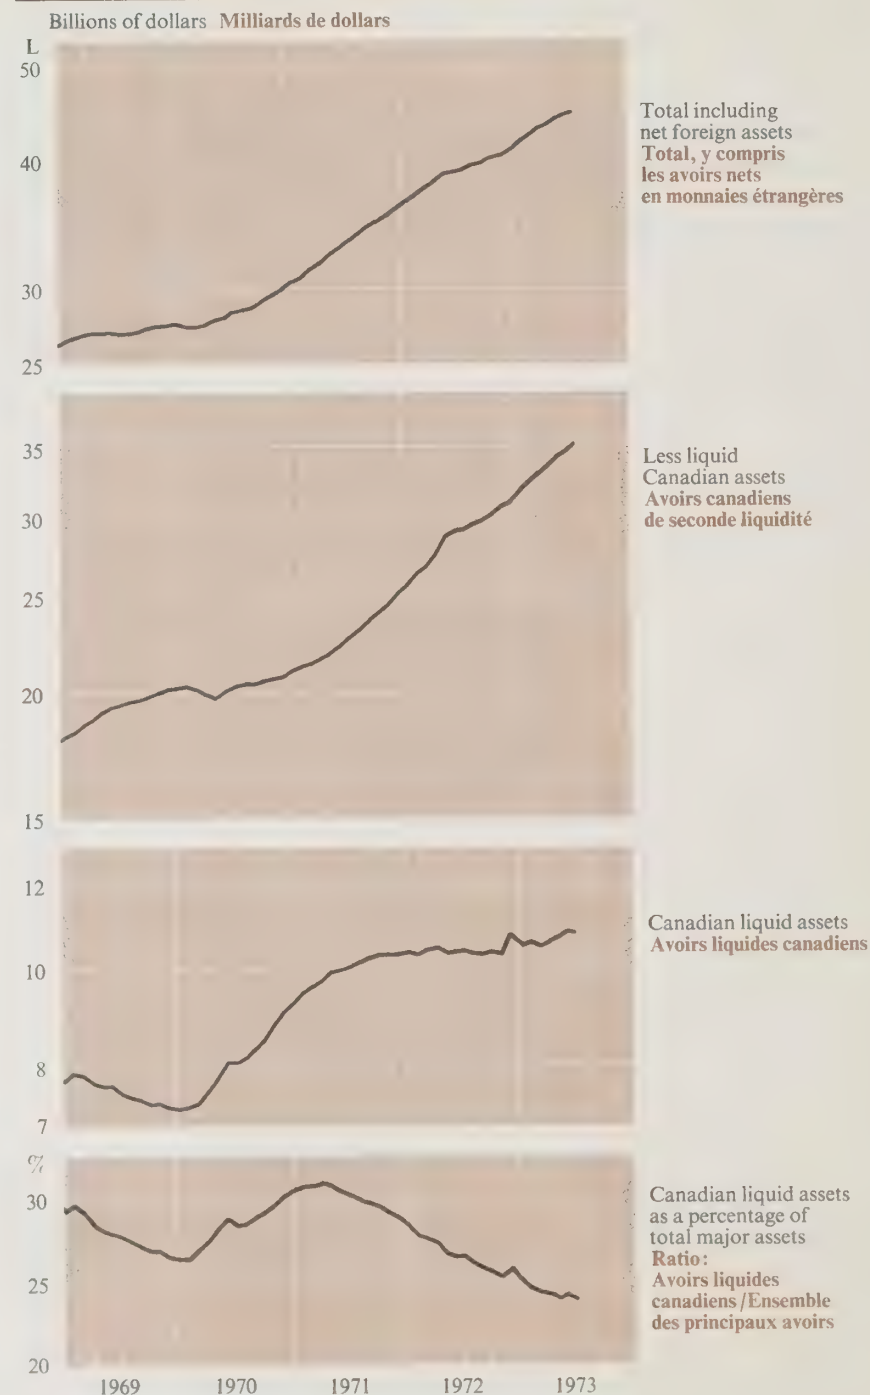 Billions of dollars Milliards de dollars
L
50
40
30
25
Total including
net foreign assets
Total, y compris
les avoirs nets
en monnaies étrangères
35
30
25
20
15
Less liquid
Canadian assets
Avoirs canadiens
de seconde liquidité
12
10
8
7
Canadian liquid assets
Avoirs liquides canadiens
%
30
25
20
Canadian liquid assets
as a percentage of
total major assets
Ratio:
Avoirs liquides
canadiens/Ensemble
des principaux avoirs
1969 1970 1971 1972 1973